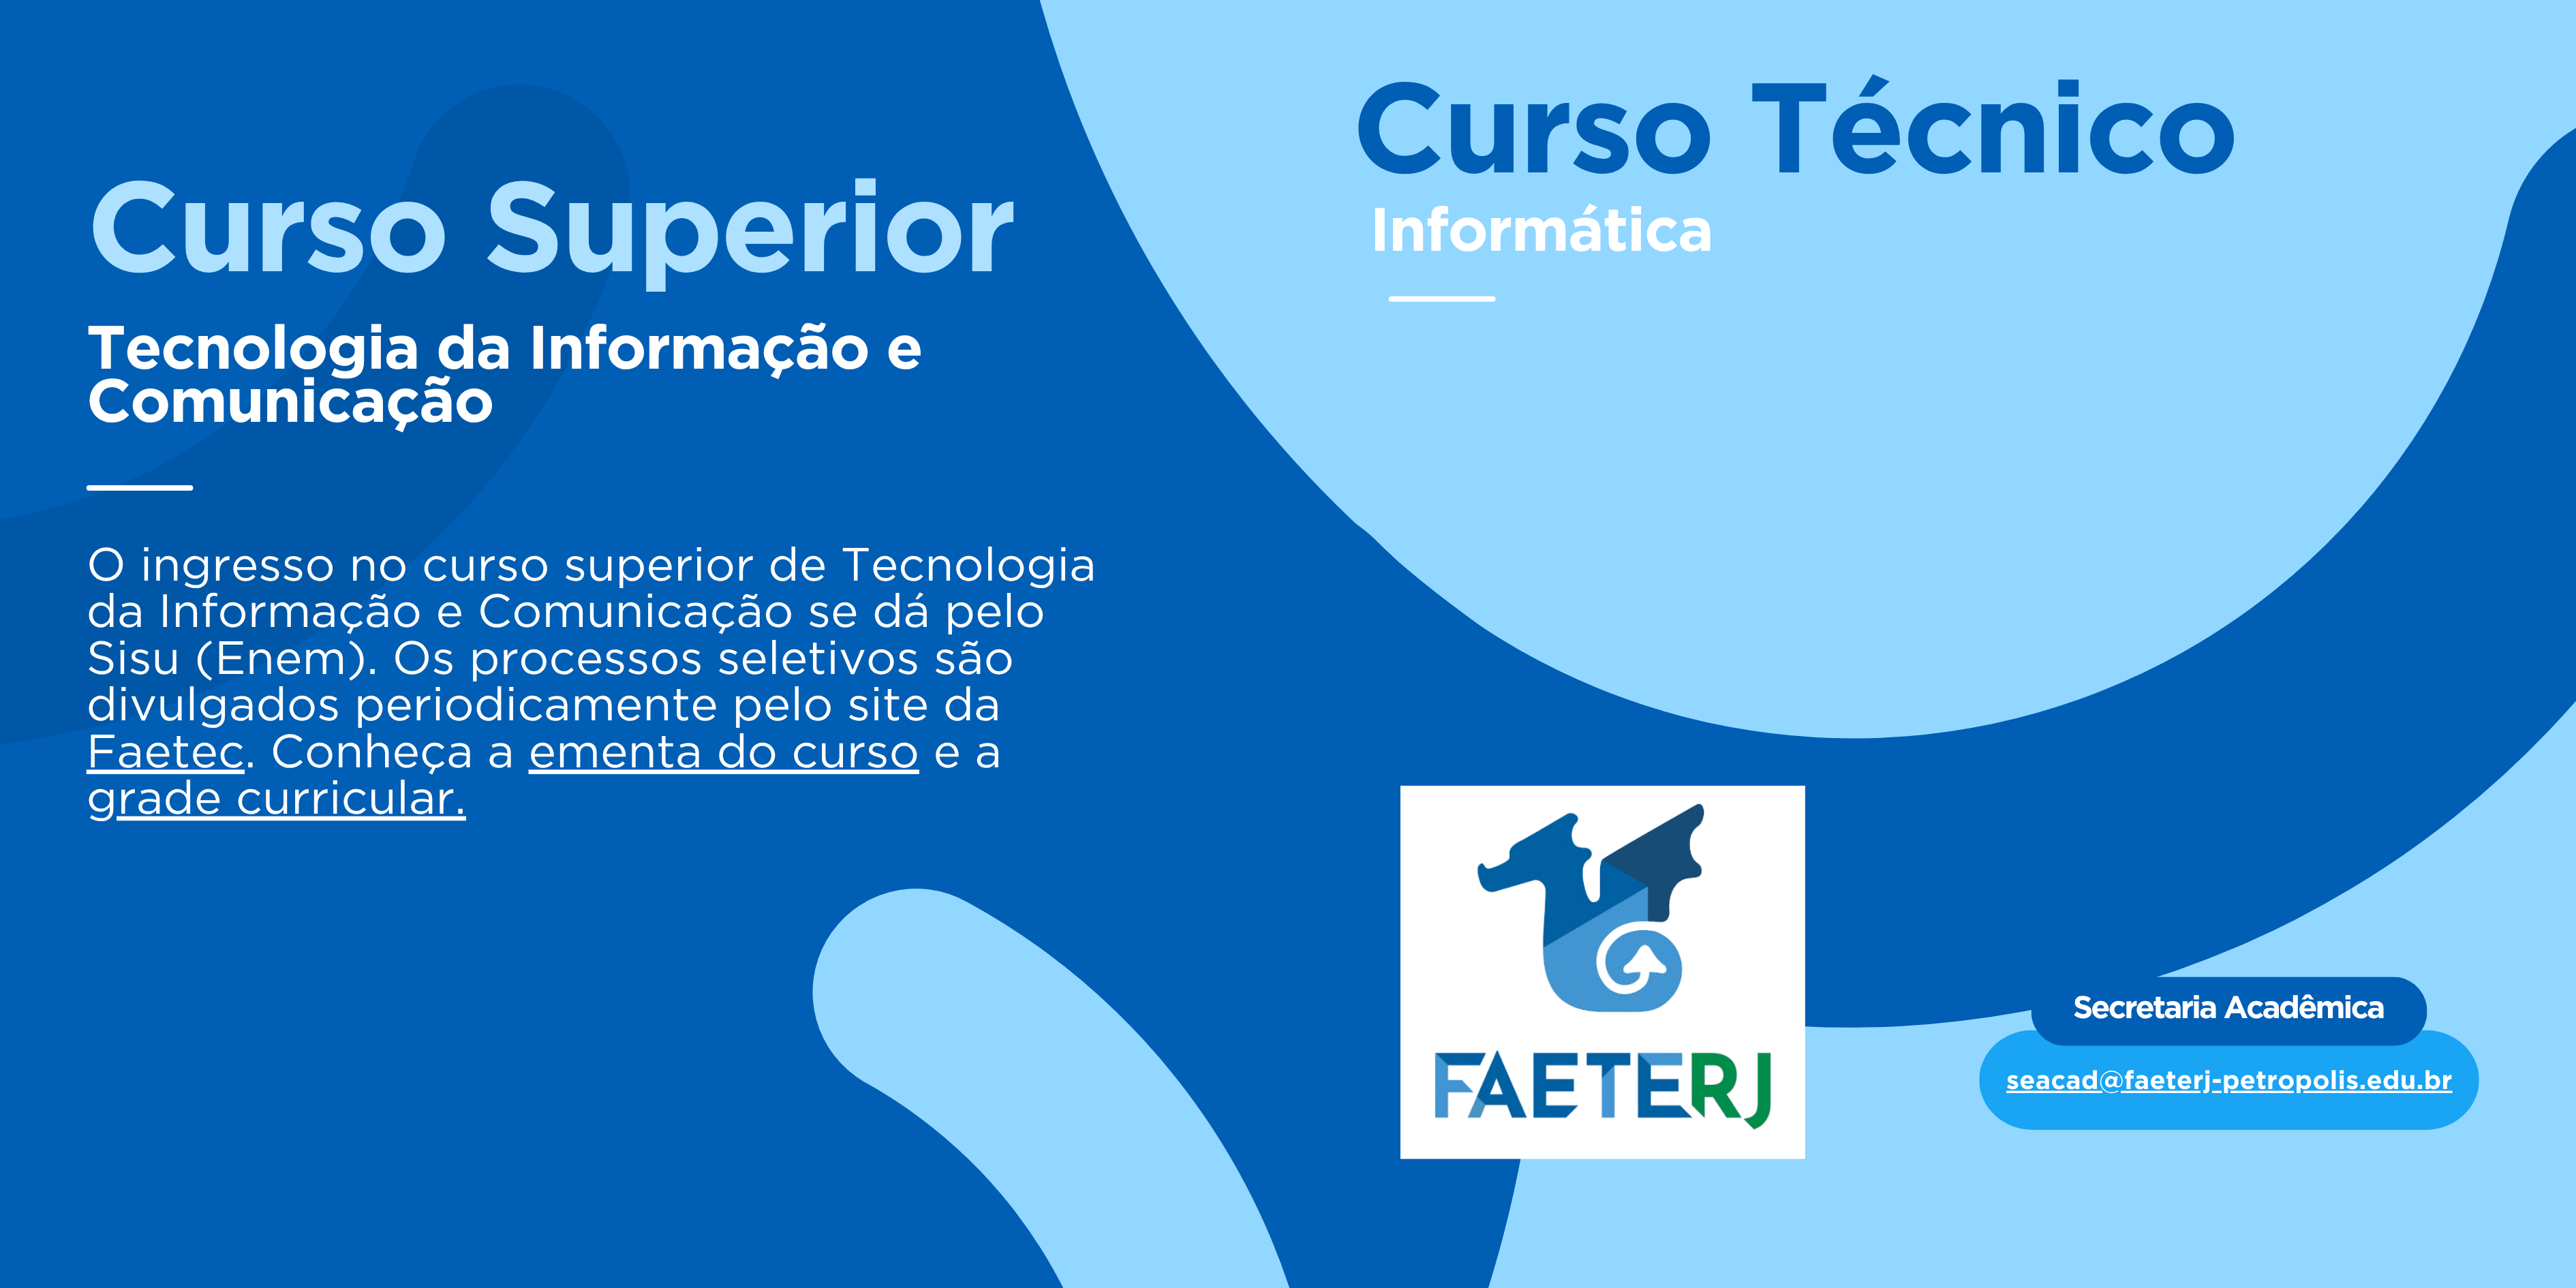 Curso Superior
Tecnologia da Informação e
Comunicação
O ingresso no curso superior de Tecnologia
da Informação e Comunicação se dá pelo
Sisu (Enem). Os processos seletivos são
divulgados periodicamente pelo site da
Faetec. Conheça a ementa do curso e a
grade curricular.
Curso Técnico
Informática
FAETERJ
Secretaria Acadêmica
seacad@faeterj-petropolis.edu.br